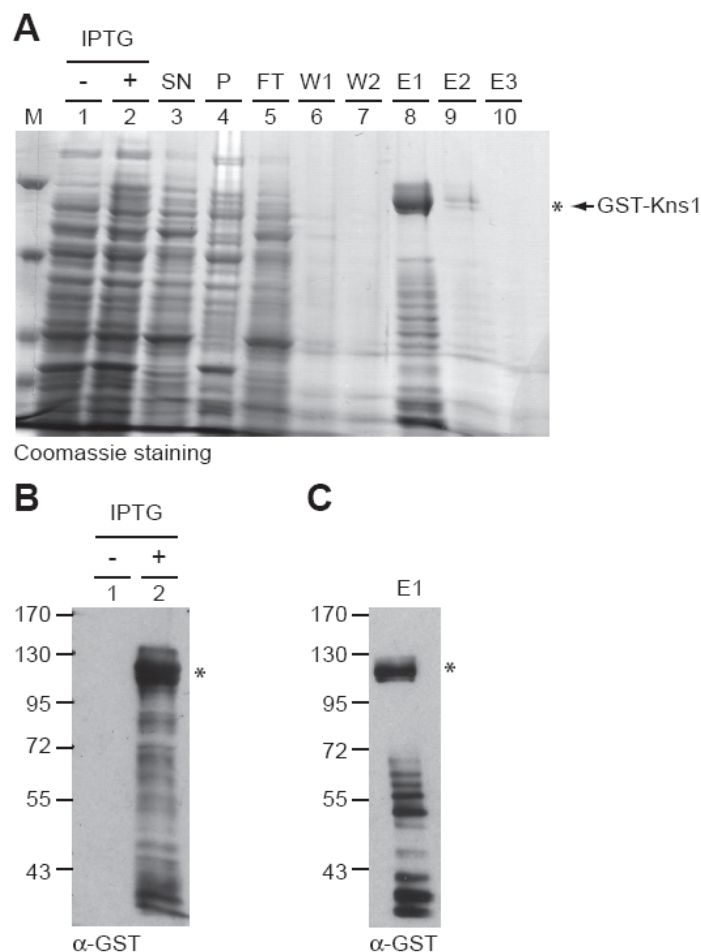 A
IPTG
- + SN P FT W1 W2 E1 E2 E3
M 1 2 3 4 5 6 7 8 9 10
* GST-Kns1
Coomassie staining
B
IPTG
- +
1 2
170
130
*
95
72
55
43
α-GST
C
E1
170
130
*
95
72
55
43
α-GST